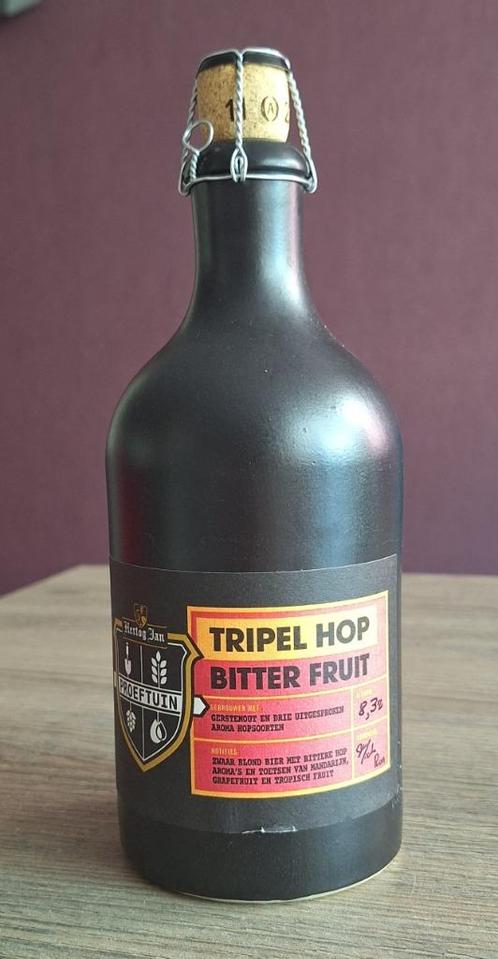 Hertog Jan
PROEFTUIN
TRIPEL HOP
BITTER FRUIT
GEBROUWEN MET
GERSTEMOUT EN DRIE UITGESPROKEN
AROMA HOPSOORTEN
8,3%
NOTITIES
ZWAAR BLOND BIER MET BITTERE HOP
AROMA'S EN TOETSEN VAN MANDARIJN,
GRAPEFRUIT EN TROPISCH FRUIT